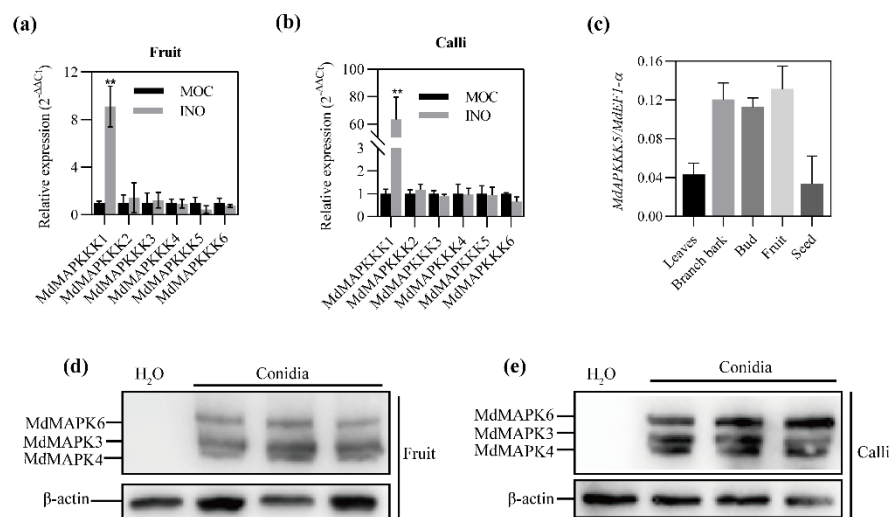 (a)
Fruit
Relative expression (2^-ΔΔCt)
12
8
4
0
**
MOC
INO
MdMAPKKK1
MdMAPKKK2
MdMAPKKK3
MdMAPKKK4
MdMAPKKK5
MdMAPKKK6
(b)
Calli
Relative expression (2^-ΔΔCt)
100
80
60
3
2
1
0
**
MOC
INO
MdMAPKKK1
MdMAPKKK2
MdMAPKKK3
MdMAPKKK4
MdMAPKKK5
MdMAPKKK6
(c)
MdAPKKK5/MdEF1-α
0.16
0.12
0.08
0.04
0.00
Leaves
Branch bark
Bud
Fruit
Seed
(d)
H₂O
Conidia
MdMAPK6
MdMAPK3
MdMAPK4
β-actin
Fruit
(e)
H₂O
Conidia
MdMAPK6
MdMAPK3
MdMAPK4
β-actin
Calli